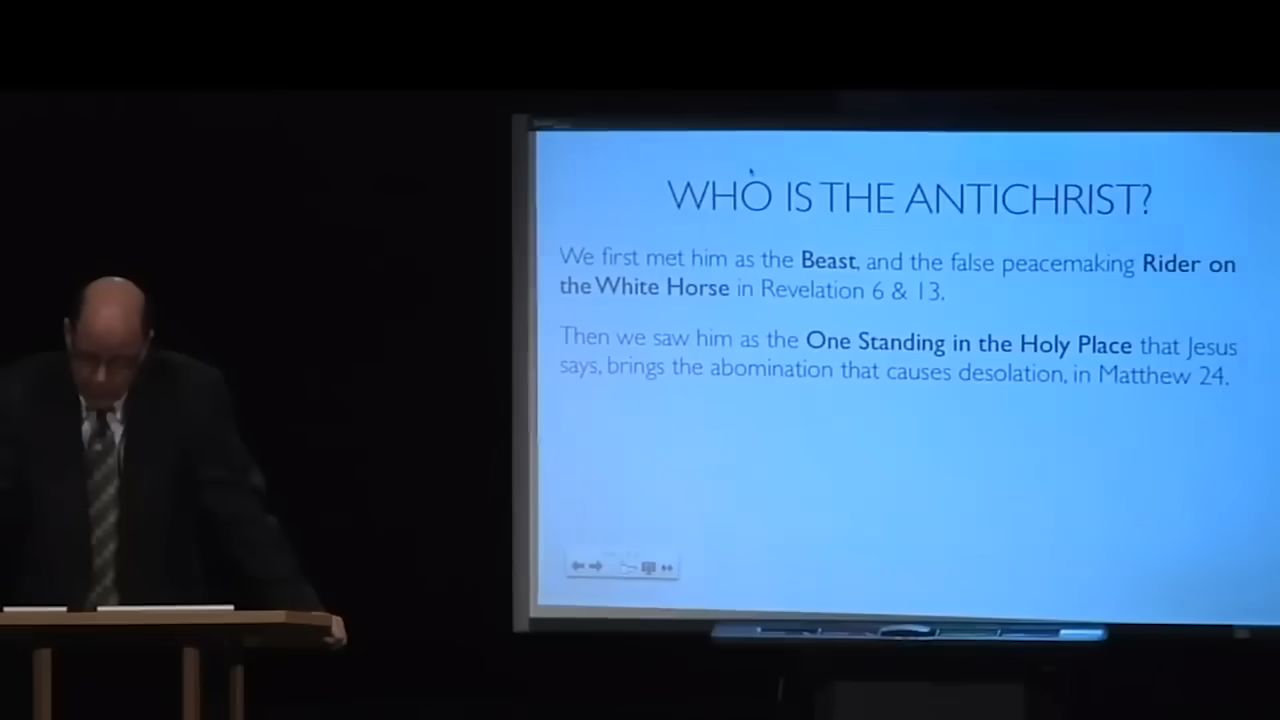 WHO IS THE ANTICHRIST?
We first met him as the Beast, and the false peacemaking Rider on
the White Horse in Revelation 6 & 13.
Then we saw him as the One Standing in the Holy Place that Jesus
says, brings the abomination that causes desolation, in Matthew 24.